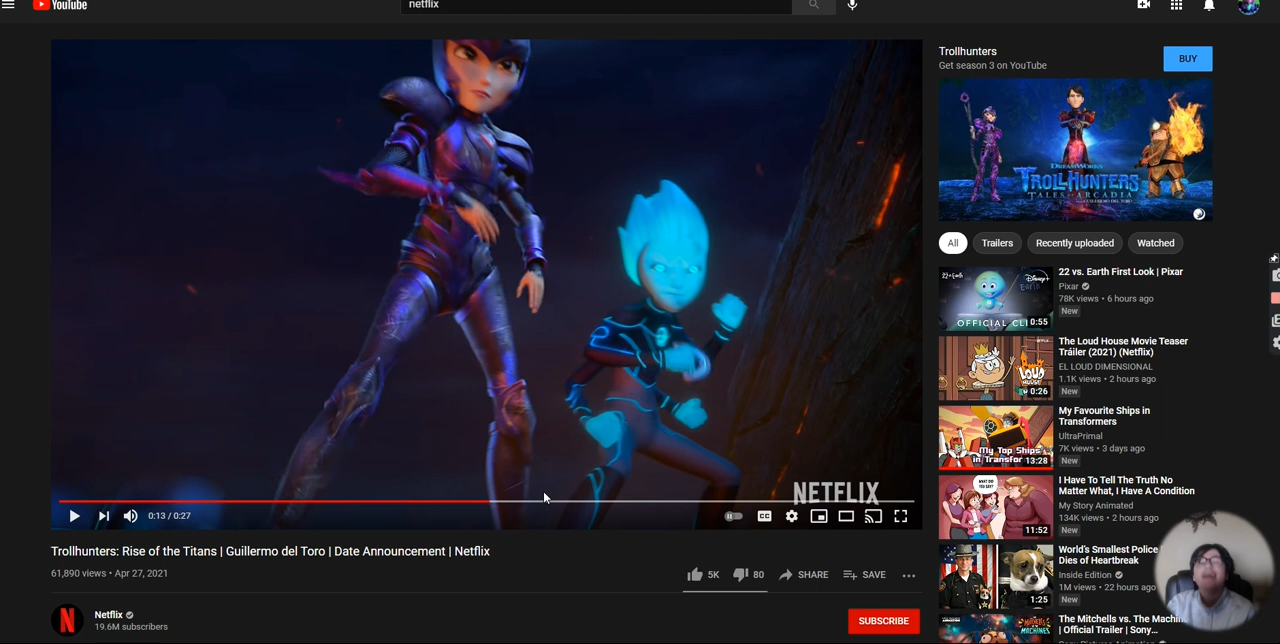 YouTube
netflix
NETFLIX
0:13 / 0:27
CC
Trollhunters: Rise of the Titans | Guillermo del Toro | Date Announcement | Netflix
61,890 views • Apr 27, 2021
5K
80
SHARE
SAVE
N
Netflix
19.6M subscribers
SUBSCRIBE
Trollhunters
Get season 3 on YouTube
BUY
DREAMWORKS
TROLLHUNTERS
TALES OF ARCADIA
All
Trailers
Recently uploaded
Watched
22 vs. Earth
Disney+
OFFICIAL CLI
0:55
22 vs. Earth First Look | Pixar
Pixar
78K views • 6 hours ago
New
LOUD
0:26
The Loud House Movie Teaser
Tráiler (2021) (Netflix)
EL LOUD DIMENSIONAL
1.1K views • 2 hours ago
New
My Top Ships
in Transfor
13:28
My Favourite Ships in
Transformers
UltraPrimal
7K views • 3 days ago
New
11:52
I Have To Tell The Truth No
Matter What, I Have A Condition
My Story Animated
134K views • 2 hours ago
New
1:25
World's Smallest Police
Dies of Heartbreak
Inside Edition
1M views • 22 hours ago
New
The Mitchells vs. The Machin
| Official Trailer | Sony...